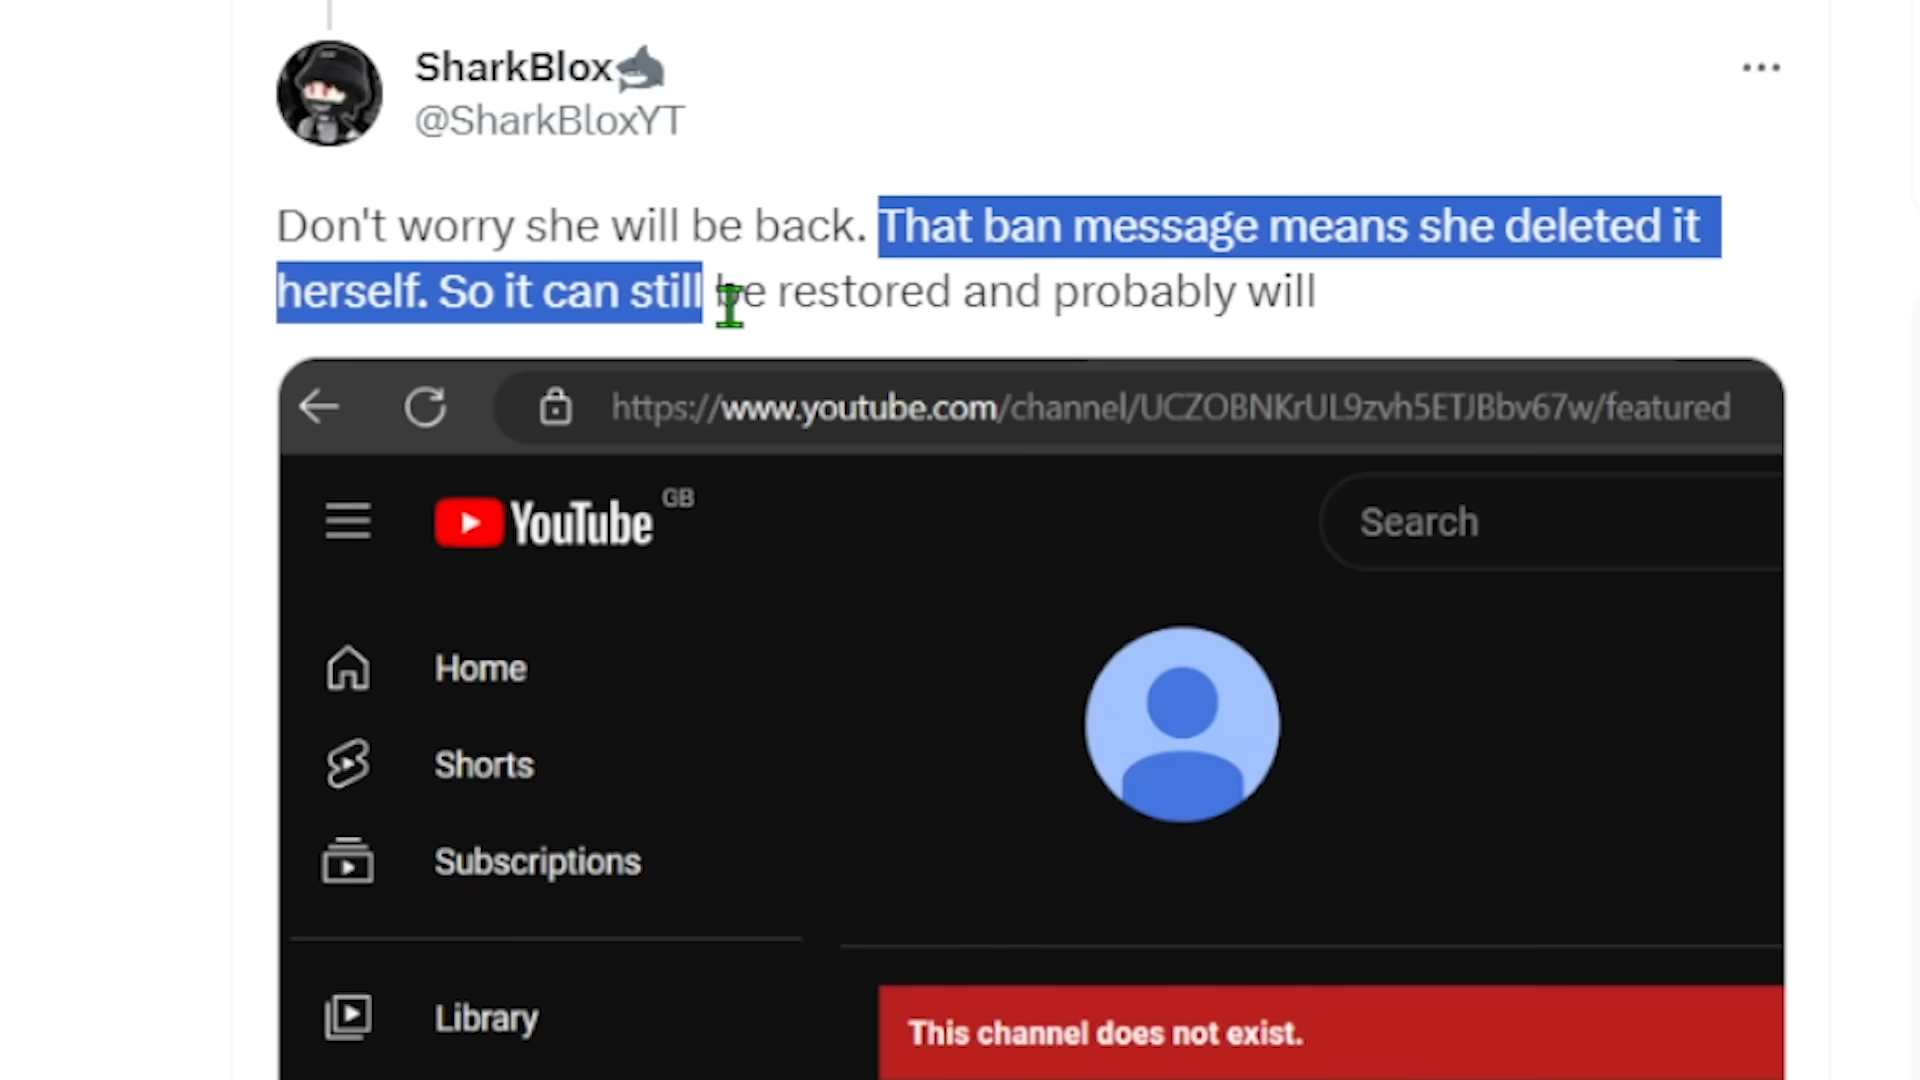 SharkBlox🦈
@SharkBloxYT
Don't worry she will be back. That ban message means she deleted it
herself. So it can still be restored and probably will
https://www.youtube.com/channel/UCZOBNKrUL9zvh5ETJBbv67w/featured
YouTube GB
Search
Home
Shorts
Subscriptions
Library
This channel does not exist.